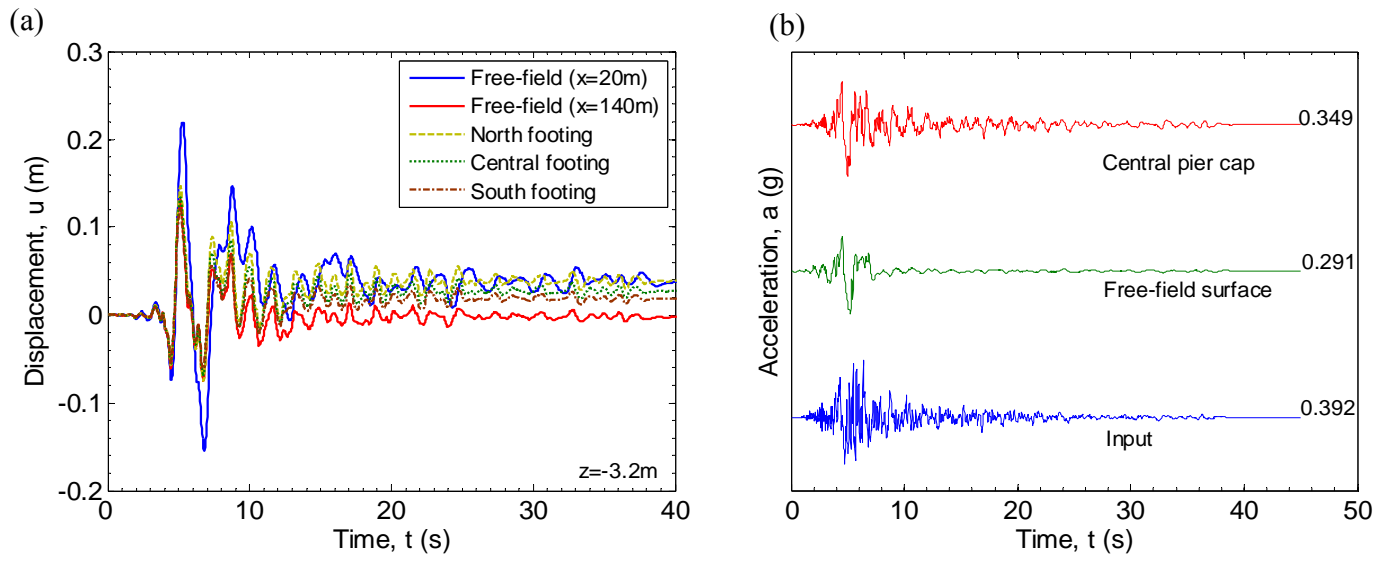 (a)
0.3
0.2
0.1
0
-0.1
-0.2
Displacement, u (m)
Free-field (x=20m)
Free-field (x=140m)
North footing
Central footing
South footing
z=-3.2m
0 10 20 30 40
Time, t (s)
(b)
Acceleration, a (g)
0.349
Central pier cap
0.291
Free-field surface
0.392
Input
0 10 20 30 40 50
Time, t (s)